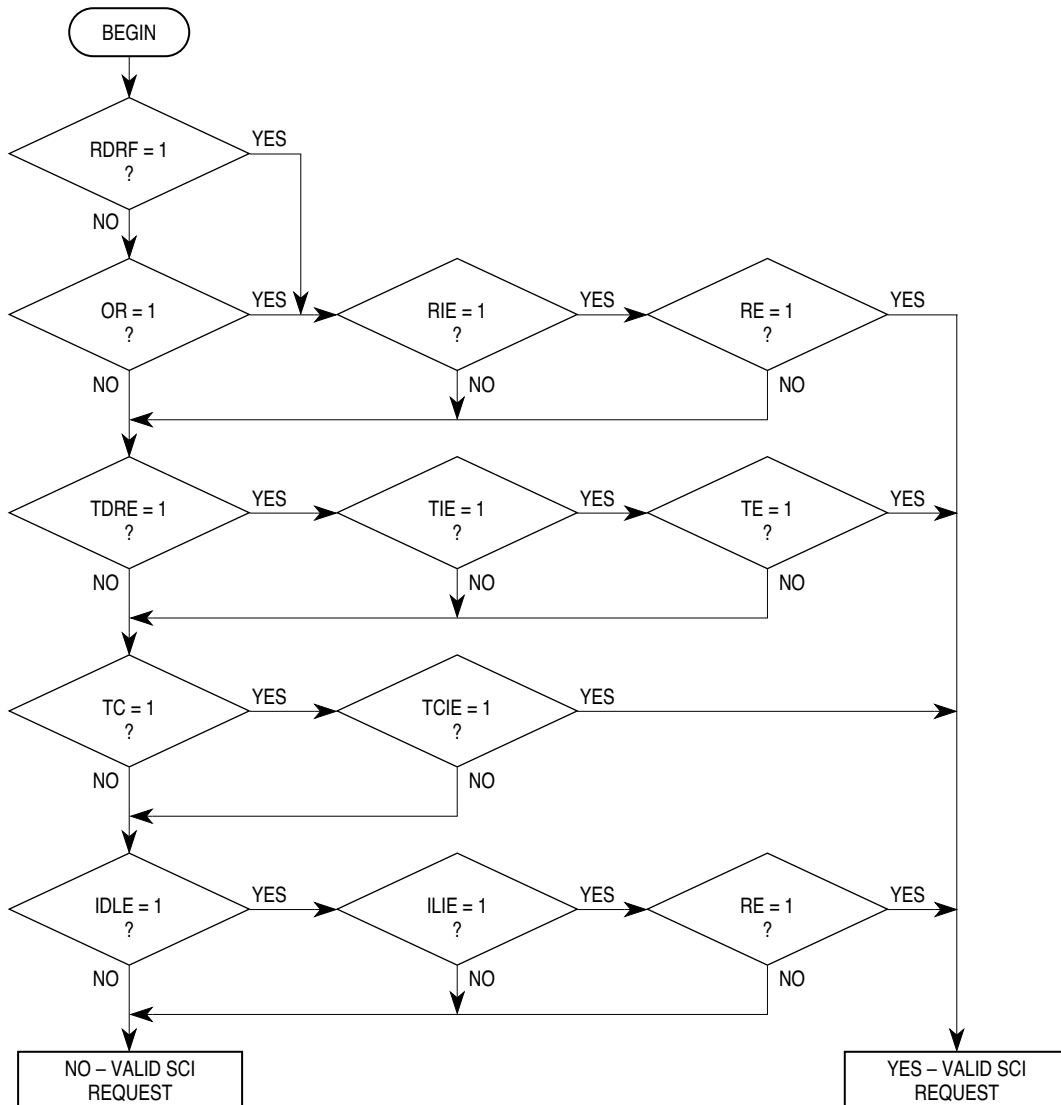 BEGIN
RDRF = 1
?
YES
NO
OR = 1
?
YES
NO
RIE = 1
?
YES
NO
RE = 1
?
YES
NO
TDRE = 1
?
YES
NO
TIE = 1
?
YES
NO
TE = 1
?
YES
NO
TC = 1
?
YES
NO
TCIE = 1
?
YES
NO
IDLE = 1
?
YES
NO
ILIE = 1
?
YES
NO
RE = 1
?
YES
NO
NO – VALID SCI
REQUEST
YES – VALID SCI
REQUEST